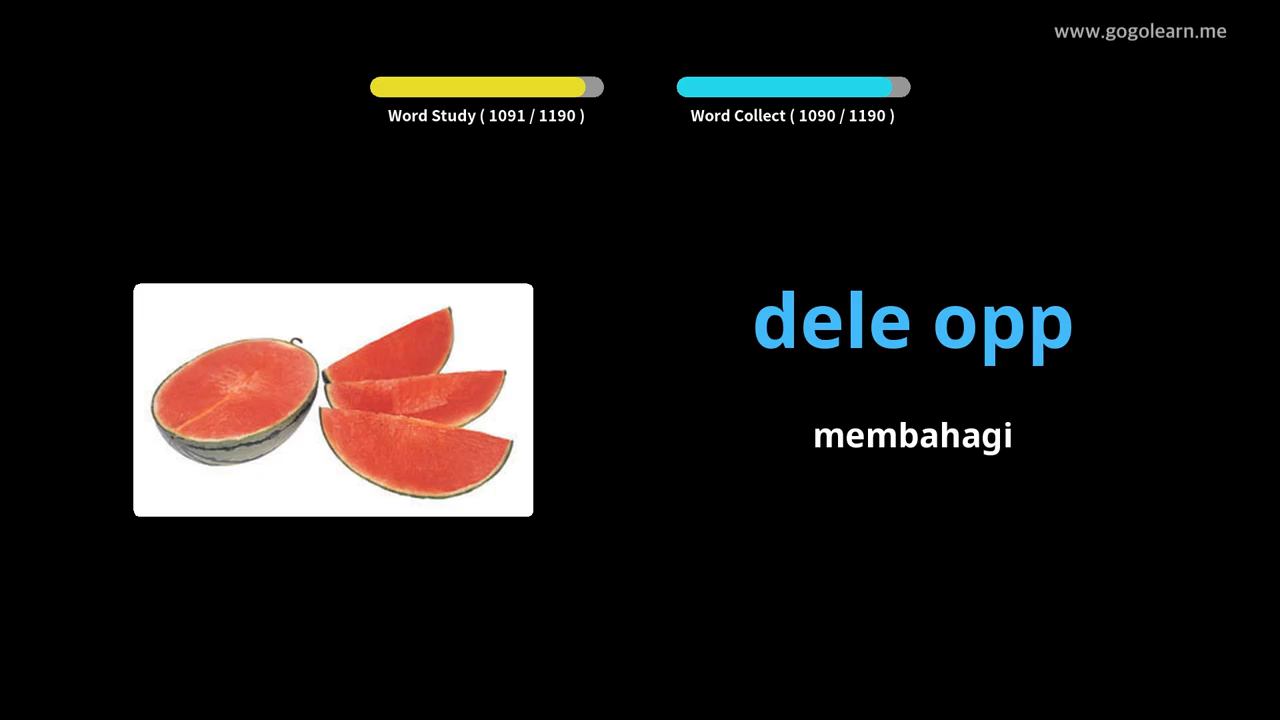 www.gogolearn.me
Word Study ( 1091 / 1190 )
Word Collect ( 1090 / 1190 )
dele opp
membahagi